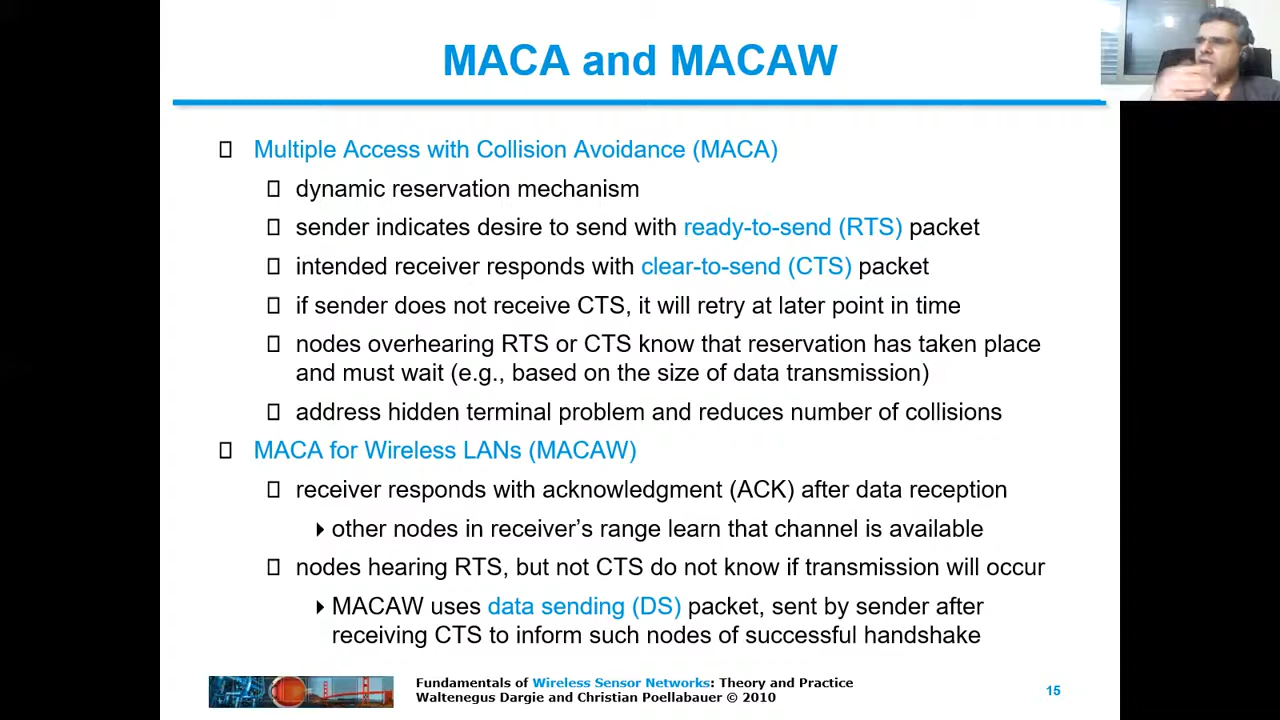 MACA and MACAW
Multiple Access with Collision Avoidance (MACA)
dynamic reservation mechanism
sender indicates desire to send with ready-to-send (RTS) packet
intended receiver responds with clear-to-send (CTS) packet
if sender does not receive CTS, it will retry at later point in time
nodes overhearing RTS or CTS know that reservation has taken place
and must wait (e.g., based on the size of data transmission)
address hidden terminal problem and reduces number of collisions
MACA for Wireless LANs (MACAW)
receiver responds with acknowledgment (ACK) after data reception
other nodes in receiver’s range learn that channel is available
nodes hearing RTS, but not CTS do not know if transmission will occur
MACAW uses data sending (DS) packet, sent by sender after
receiving CTS to inform such nodes of successful handshake
Fundamentals of Wireless Sensor Networks: Theory and Practice
Waltenegus Dargie and Christian Poellabauer © 2010
15